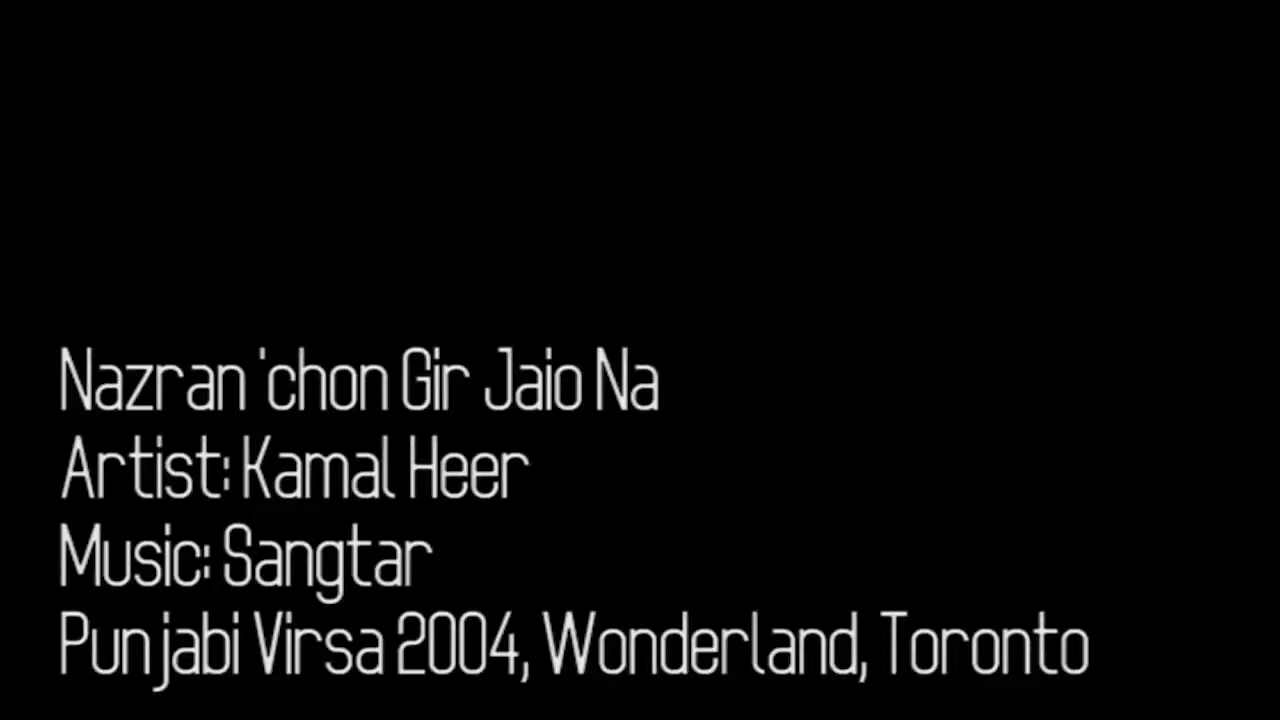 Nazran 'chon Gir Jaio Na
Artist: Kamal Heer
Music: Sangtar
Punjabi Virsa 2004, Wonderland, Toronto